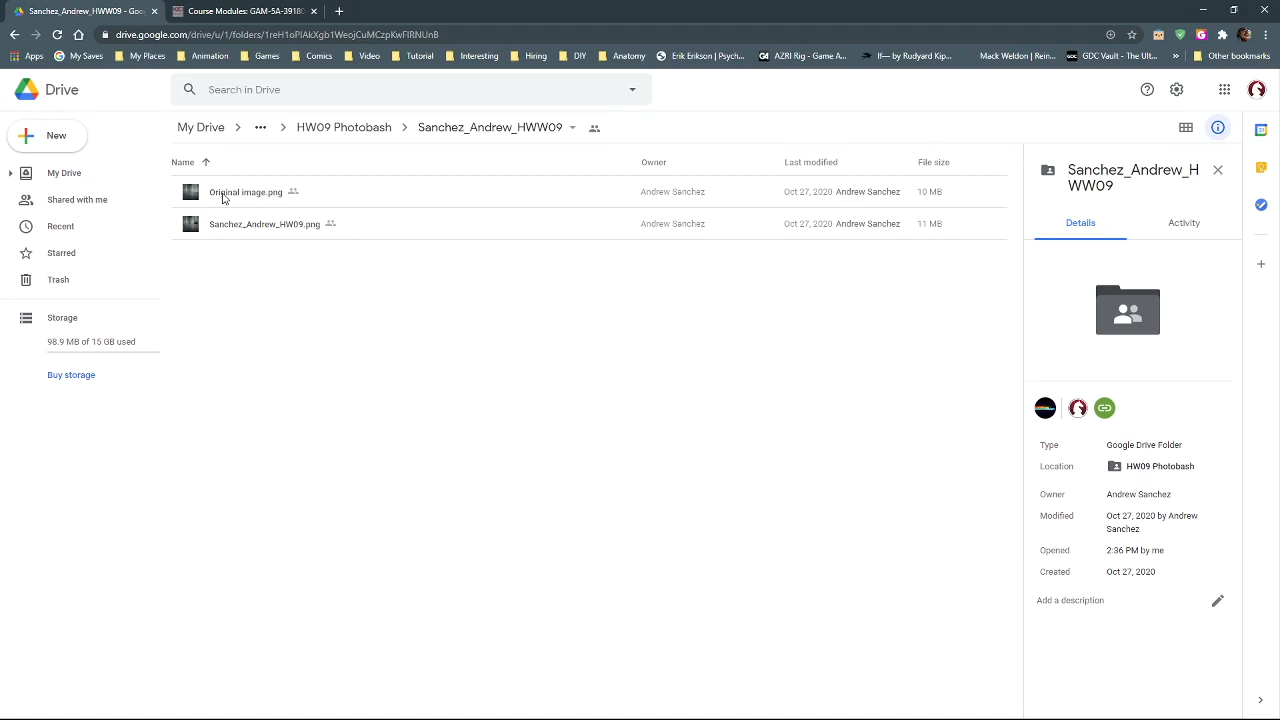 Sanchez_Andrew_HWW09 - Goo
Course Modules: GAM-5A-3918C
drive.google.com/drive/u/1/folders/1reH1oPlAkXgb1WeojCuMCzpKwFlRNUnB
Apps
My Saves
My Places
Animation
Games
Comics
Video
Tutorial
Interesting
Hiring
DIY
Anatomy
Erik Erikson | Psych...
AZRI Rig - Game A...
If— by Rudyard Kip...
Mack Weldon | Rein...
GDC Vault - The Ult...
Other bookmarks
Drive
Search in Drive
New
My Drive
HW09 Photobash
Sanchez_Andrew_HWW09
My Drive
Shared with me
Recent
Starred
Trash
Storage
98.9 MB of 15 GB used
Buy storage
Name
Owner
Last modified
File size
Original image.png
Andrew Sanchez
Oct 27, 2020 Andrew Sanchez
10 MB
Sanchez_Andrew_HW09.png
Andrew Sanchez
Oct 27, 2020 Andrew Sanchez
11 MB
Sanchez_Andrew_H
WW09
Details
Activity
Type
Google Drive Folder
Location
HW09 Photobash
Owner
Andrew Sanchez
Modified
Oct 27, 2020 by Andrew
Sanchez
Opened
2:36 PM by me
Created
Oct 27, 2020
Add a description